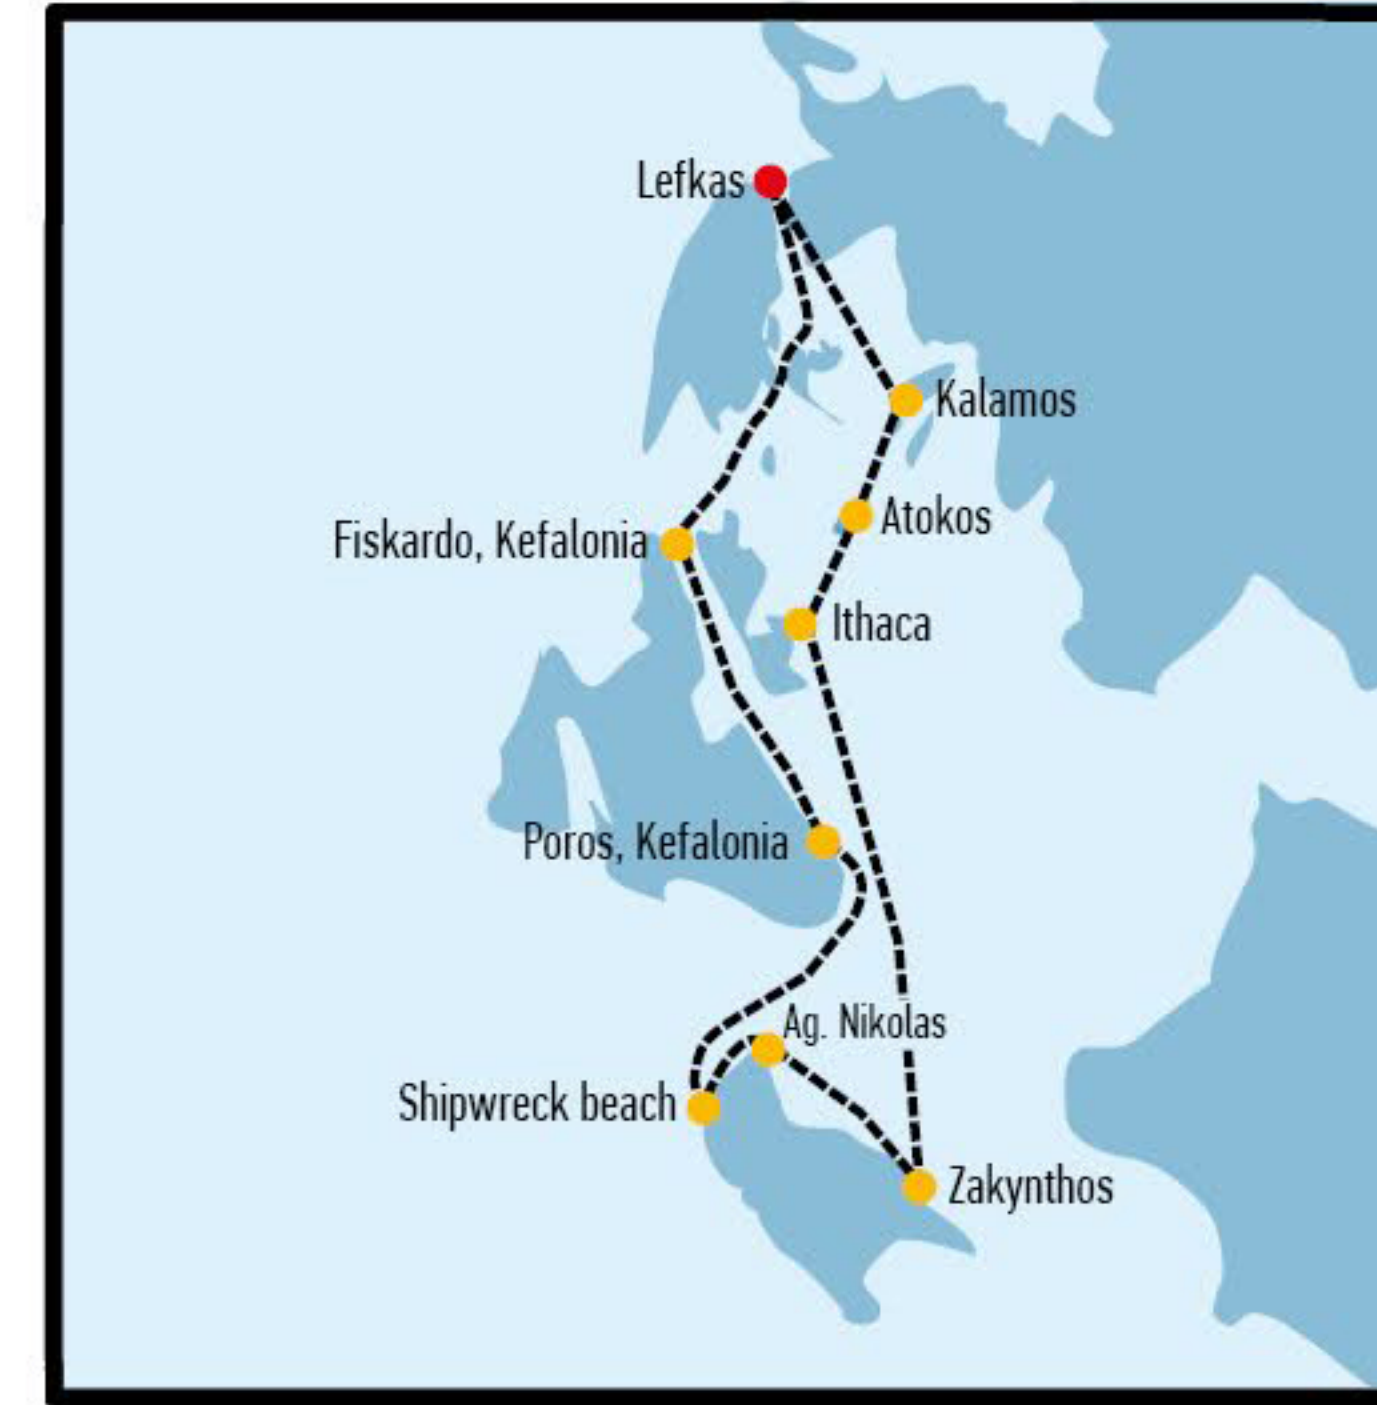 Lefkas
Kalamos
Atokos
Fiskardo, Kefalonia
Ithaca
Poros, Kefalonia
Ag. Nikolas
Shipwreck beach
Zakynthos